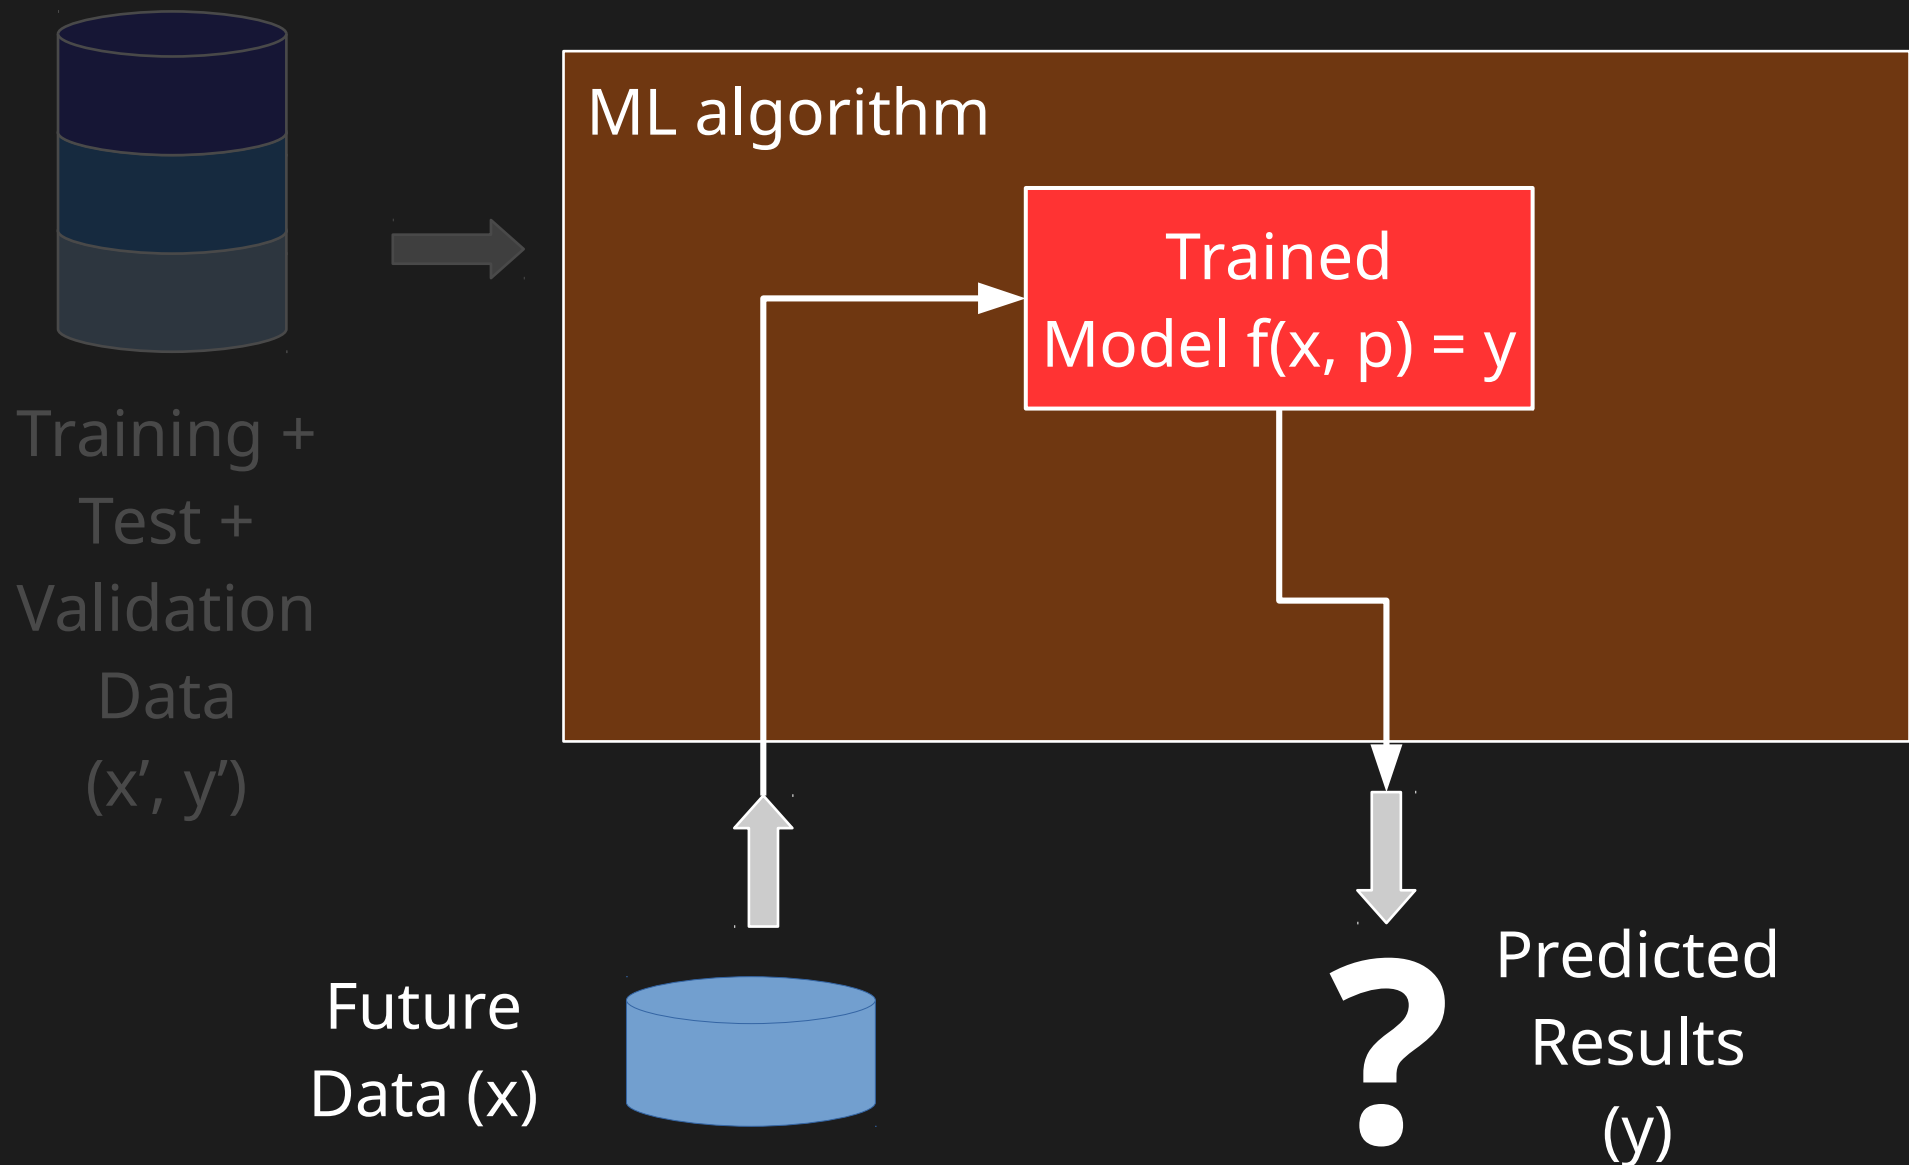 ML algorithm
Trained
Model f(x, p) = y
Training +
Test +
Validation
Data
(x’, y’)
Future
Data (x)
?
Predicted
Results
(y)